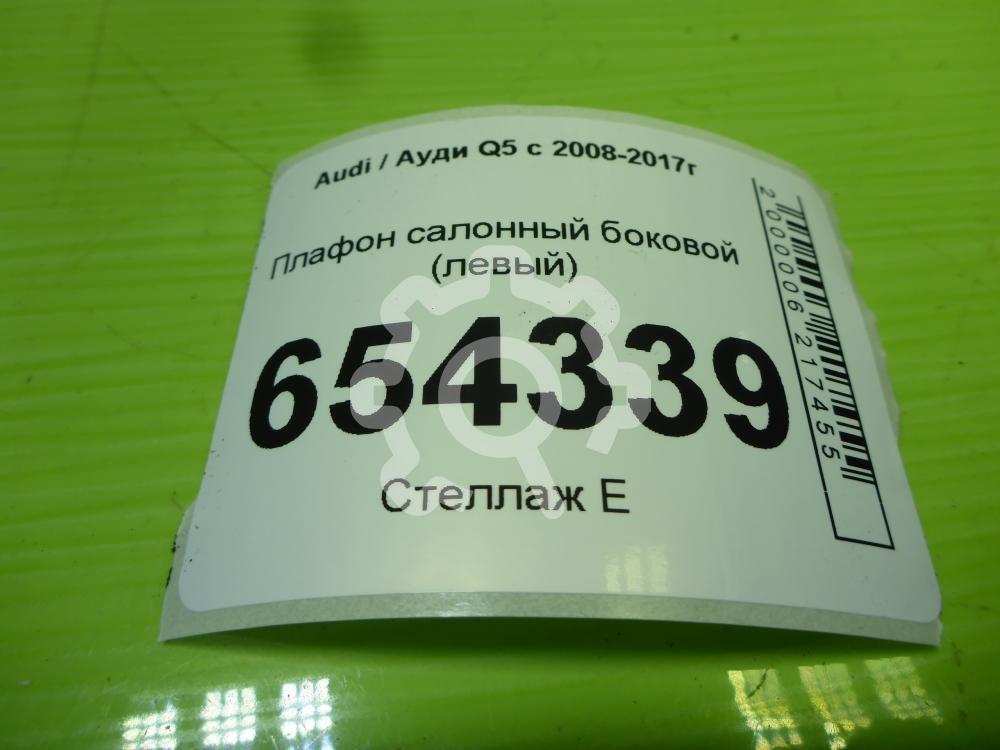 Audi / Ауди Q5 с 2008-2017г
Плафон салонный боковой
(левый)
654339
Стеллаж Е
2000006217455